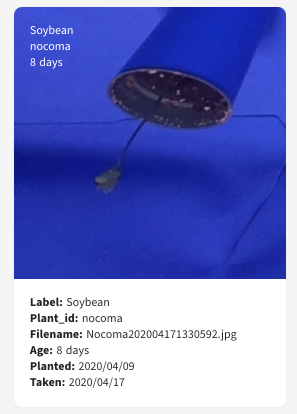 Soybean
nocoma
8 days
Label: Soybean
Plant_id: nocoma
Filename: Nocoma202004171330592.jpg
Age: 8 days
Planted: 2020/04/09
Taken: 2020/04/17